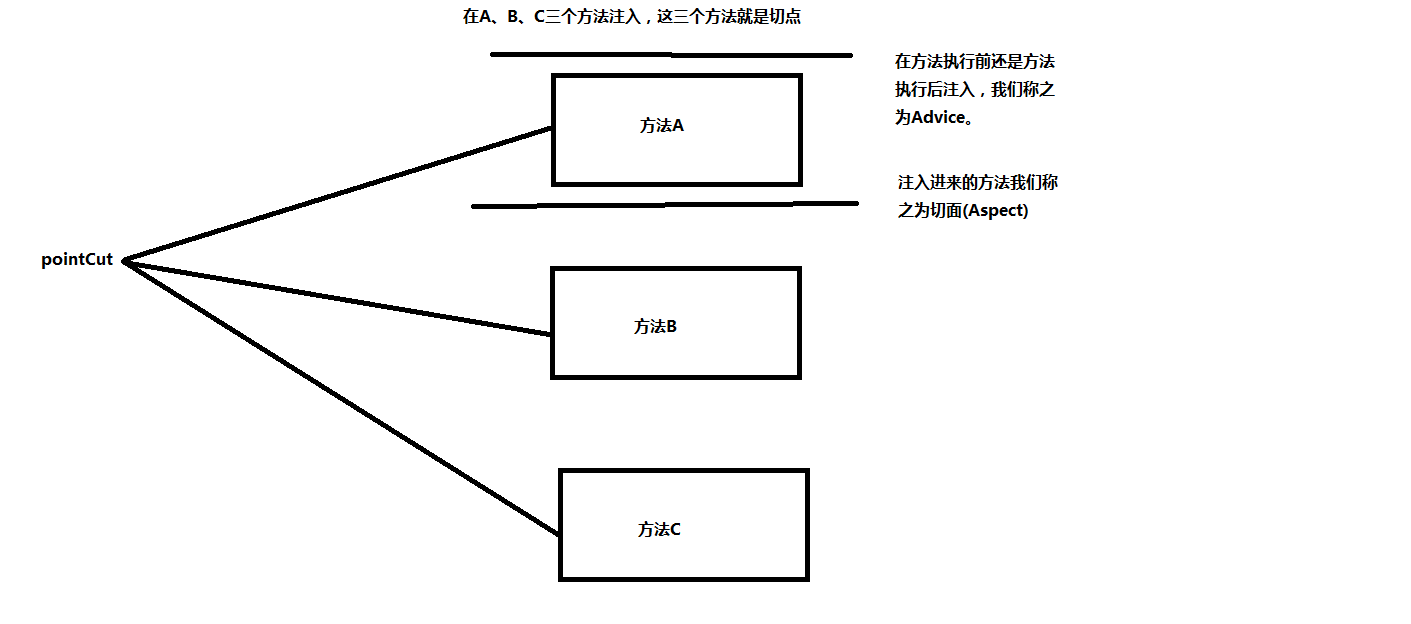 在A、B、C三个方法注入，这三个方法就是切点
在方法执行前还是方法
执行后注入，我们称之
为Advice。
方法A
注入进来的方法我们称
之为切面(Aspect)
pointCut
方法B
方法C